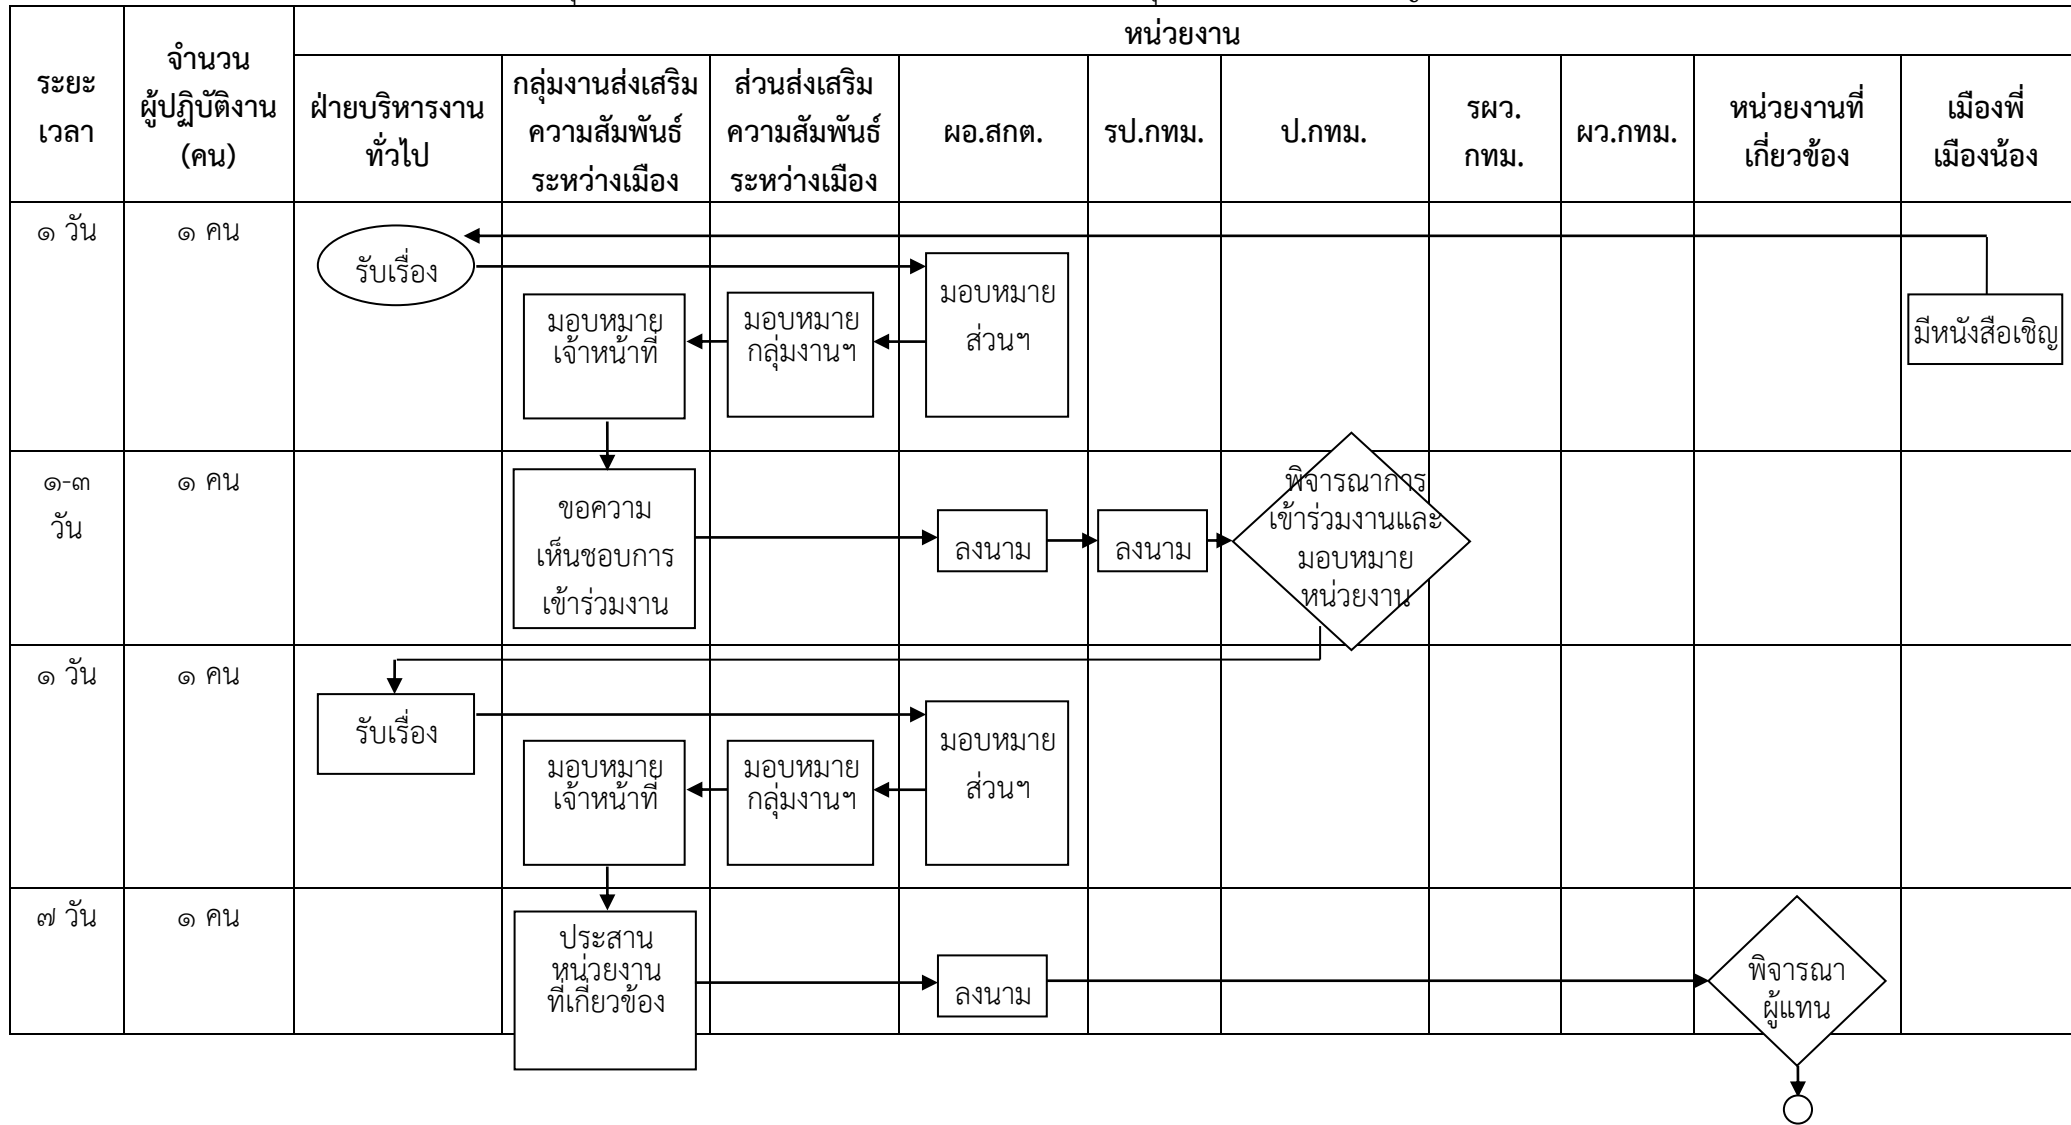 หน่วยงาน
ระยะ
เวลา
จำนวน
ผู้ปฏิบัติงาน
(คน)
ฝ่ายบริหารงาน
ทั่วไป
กลุ่มงานส่งเสริม
ความสัมพันธ์
ระหว่างเมือง
ส่วนส่งเสริม
ความสัมพันธ์
ระหว่างเมือง
ผอ.สกต.
รป.กทม.
ป.กทม.
รผว.
กทม.
ผว.กทม.
หน่วยงานที่
เกี่ยวข้อง
เมืองพี่
เมืองน้อง
๑ วัน
๑ คน
รับเรื่อง
มอบหมาย
เจ้าหน้าที่
มอบหมาย
กลุ่มงานฯ
มอบหมาย
ส่วนฯ
มีหนังสือเชิญ
๑-๓
วัน
๑ คน
ขอความ
เห็นชอบการ
เข้าร่วมงาน
ลงนาม
ลงนาม
พิจารณาการ
เข้าร่วมงานและ
มอบหมาย
หน่วยงาน
๑ วัน
๑ คน
รับเรื่อง
มอบหมาย
เจ้าหน้าที่
มอบหมาย
กลุ่มงานฯ
มอบหมาย
ส่วนฯ
๗ วัน
๑ คน
ประสาน
หน่วยงาน
ที่เกี่ยวข้อง
ลงนาม
พิจารณา
ผู้แทน